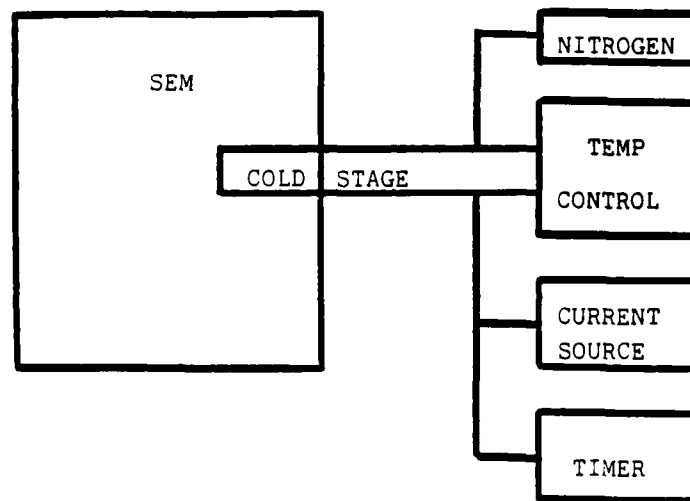 NITROGEN
SEM
TEMP
CONTROL
COLD STAGE
CURRENT
SOURCE
TIMER